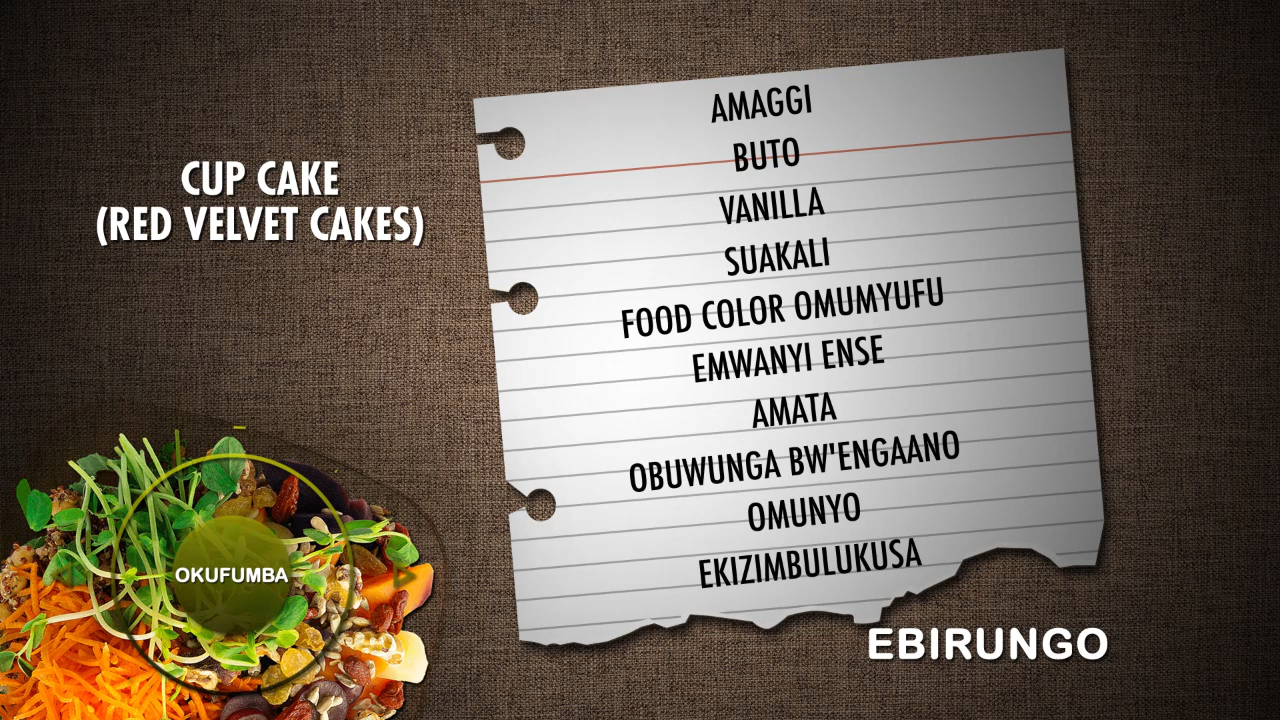 CUP CAKE
(RED VELVET CAKES)
AMAGGI
BUTO
VANILLA
SUAKALI
FOOD COLOR OMUMYUFU
EMWANYI ENSE
AMATA
OBUWUNGA BW'ENGAANO
OMUNYO
EKIZIMBULUKUSA
OKUFUMBA
EBIRUNGO